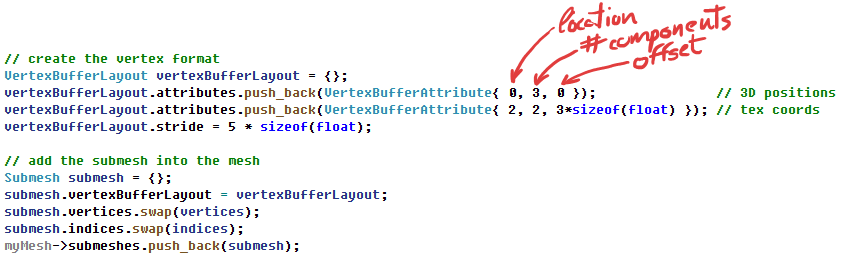 location
# components
offset
// create the vertex format
VertexBufferLayout vertexBufferLayout = {};
vertexBufferLayout.attributes.push_back(VertexBufferAttribute{ 0, 3, 0 }); // 3D positions
vertexBufferLayout.attributes.push_back(VertexBufferAttribute{ 2, 2, 3*sizeof(float) }); // tex coords
vertexBufferLayout.stride = 5 * sizeof(float);
// add the submesh into the mesh
Submesh submesh = {};
submesh.vertexBufferLayout = vertexBufferLayout;
submesh.vertices.swap(vertices);
submesh.indices.swap(indices);
myMesh->submeshes.push_back(submesh);